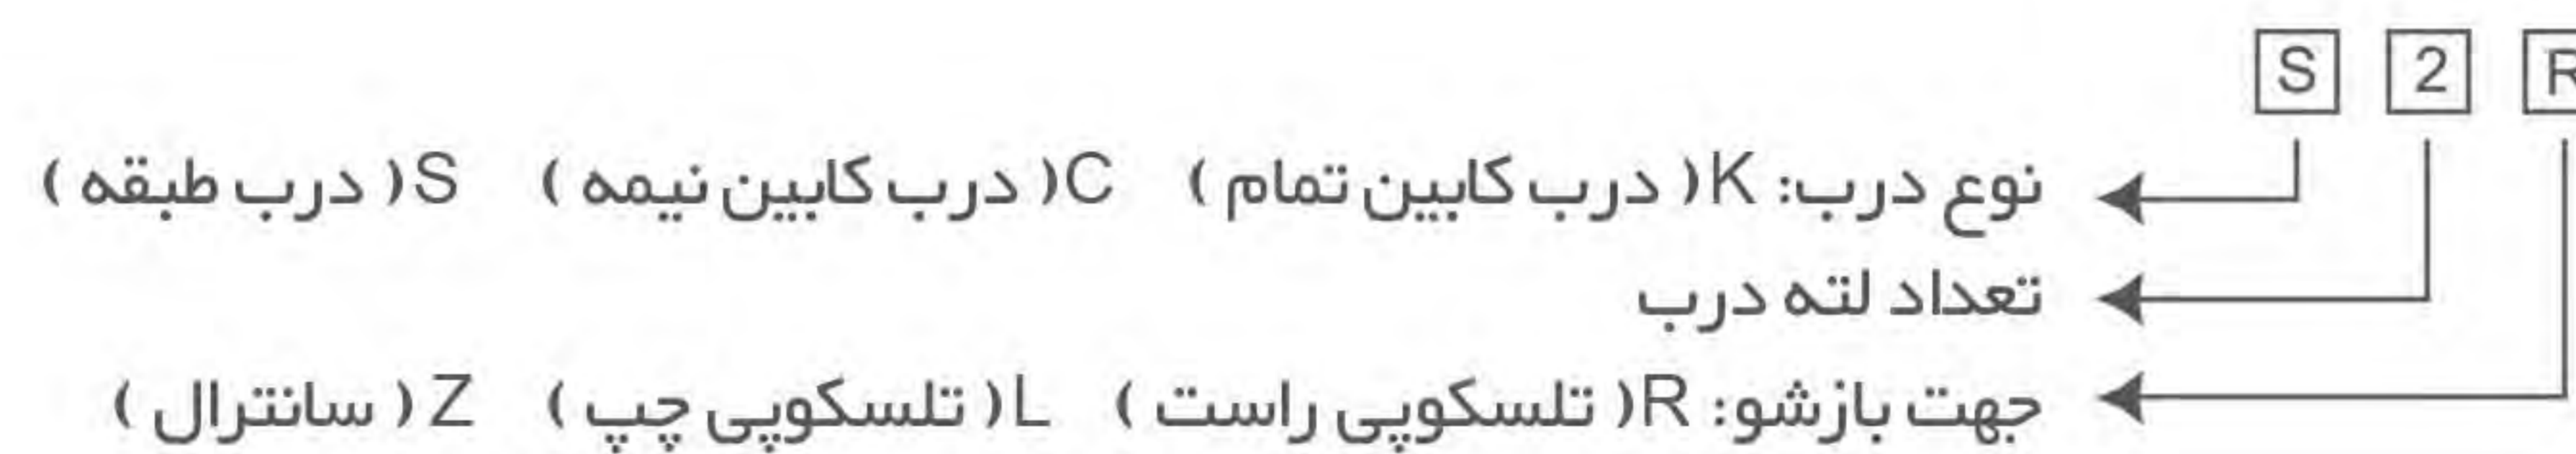 S 2 R
نوع درب: K( درب کابین تمام ) C( درب کابین نیمه ) S( درب طبقه )
تعداد لته درب
جهت بازشو: R( تلسکوپی راست ) L( تلسکوپی چپ ) Z( سانترال )